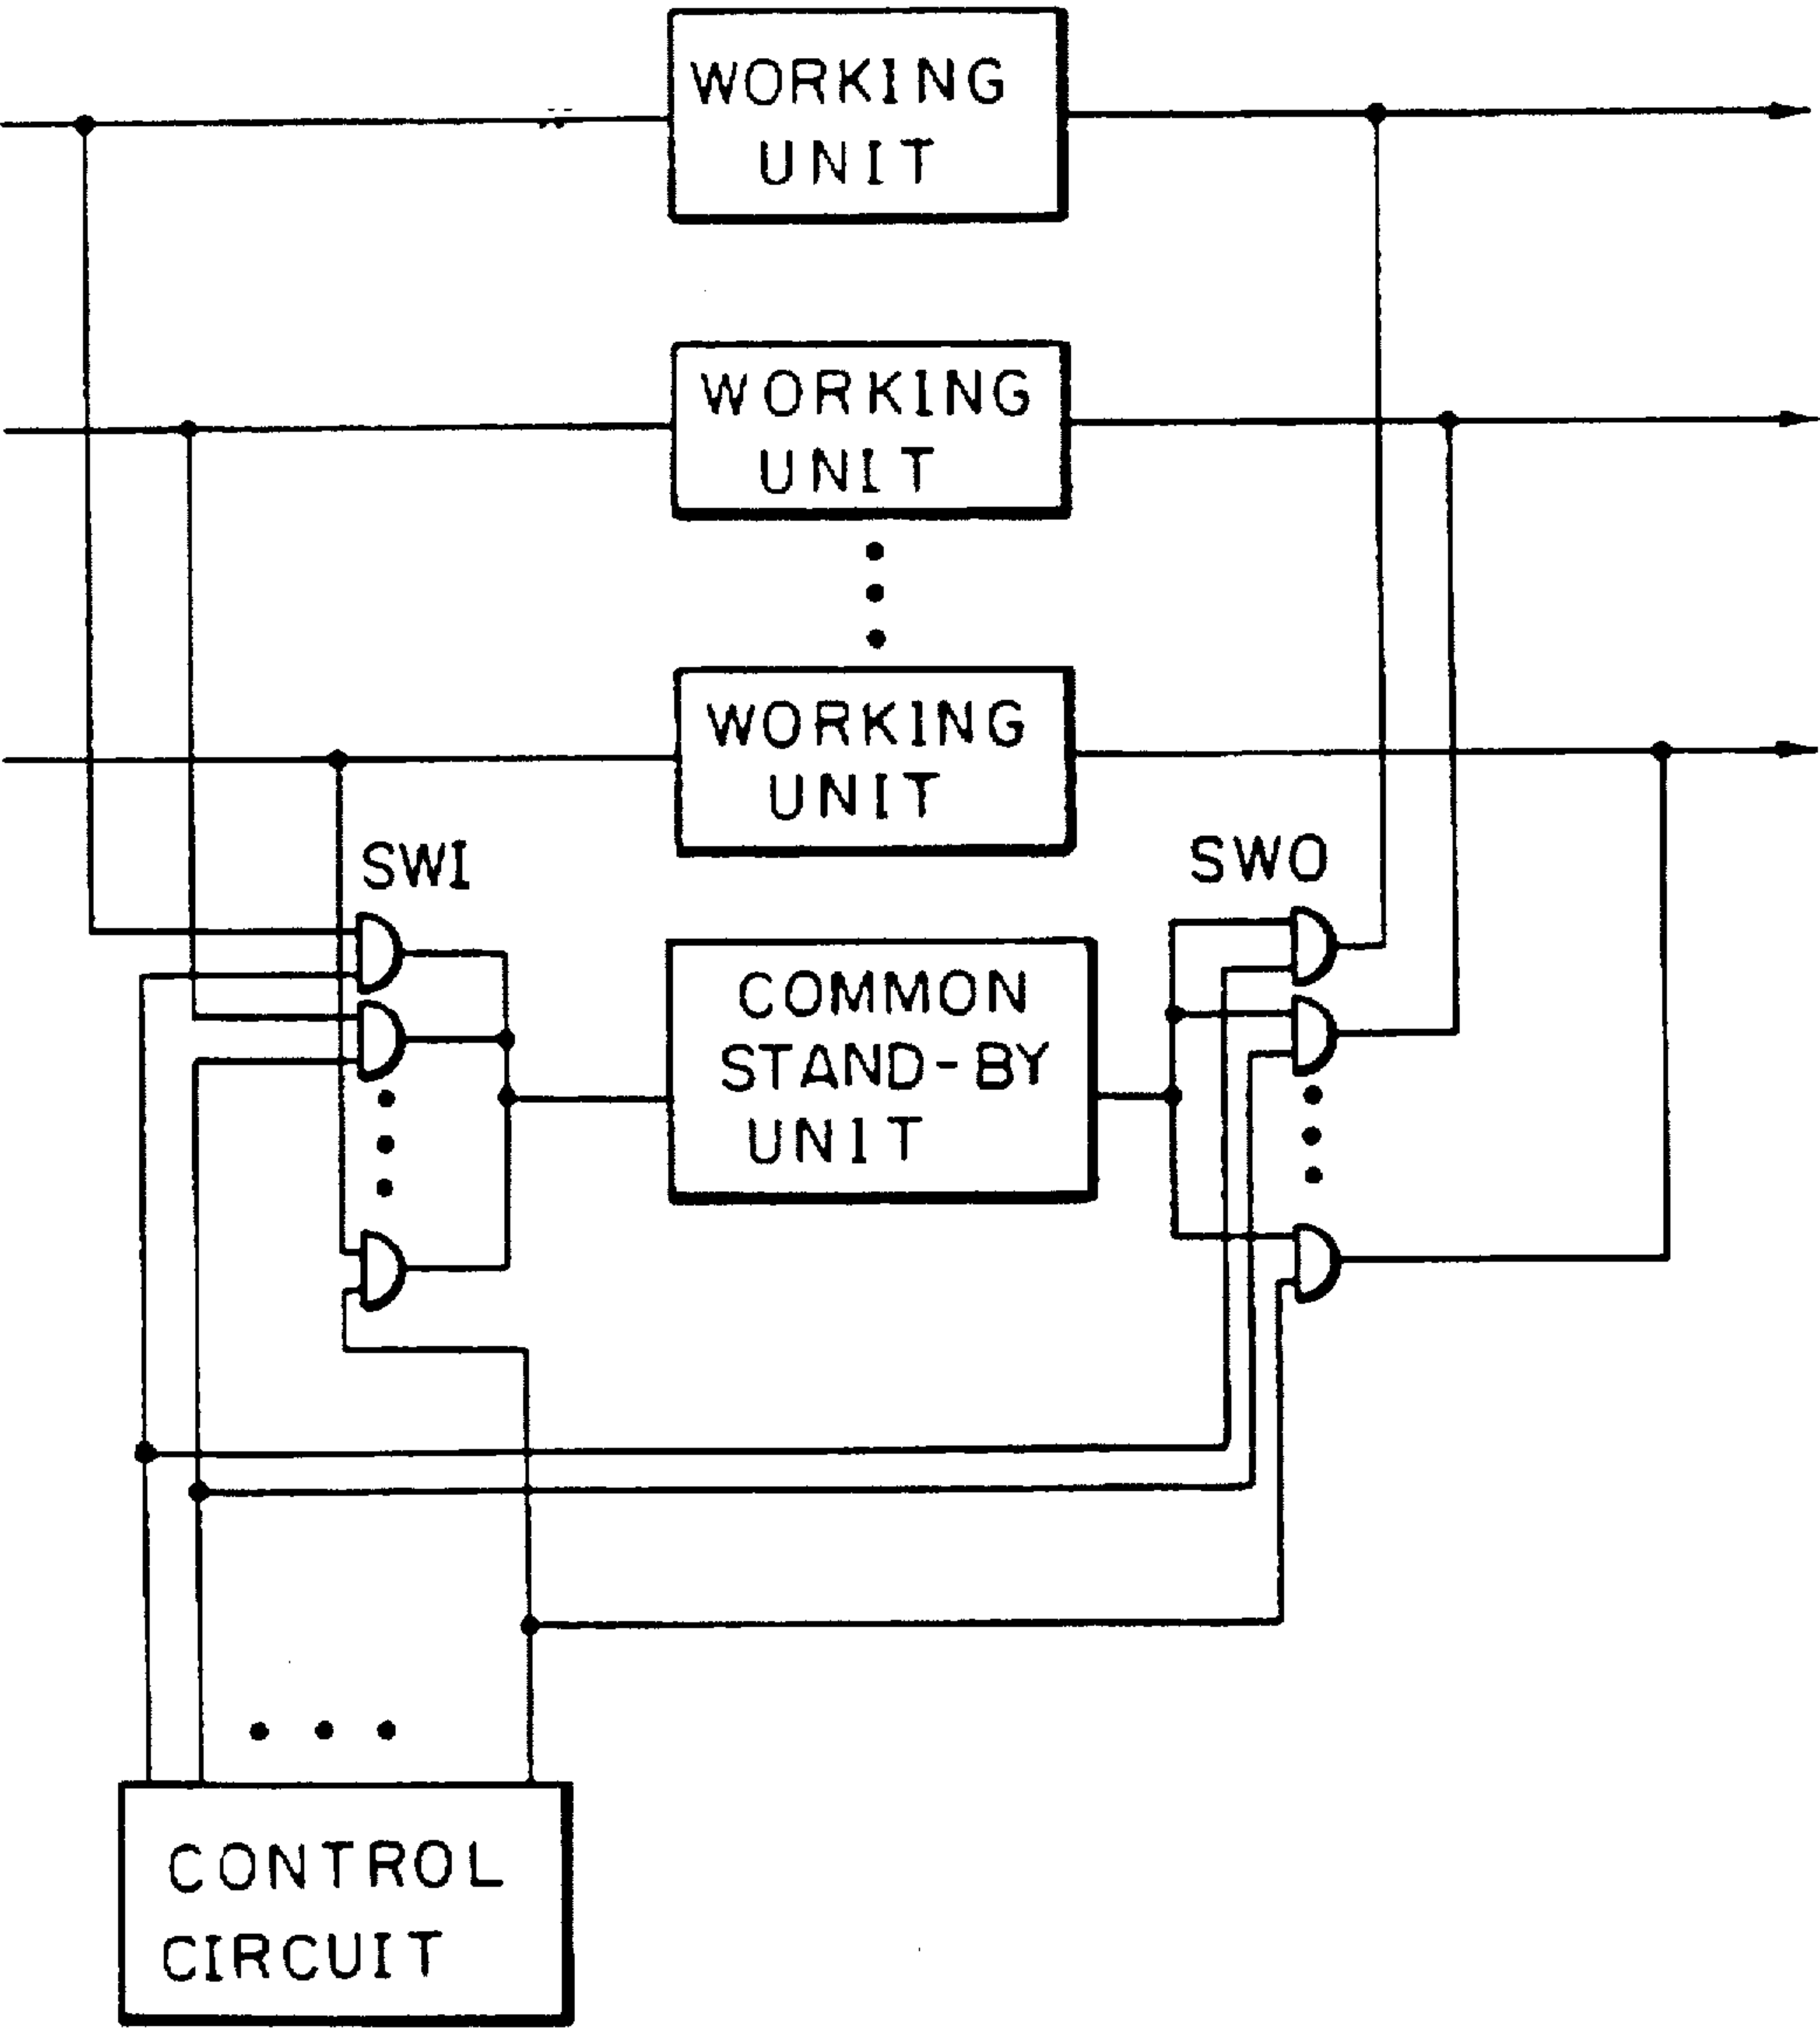 WORKING
UNIT
WORKING
UNIT
WORKING
UNIT
SWI
SWO
COMMON
STAND-BY
UNIT
CONTROL
CIRCUIT